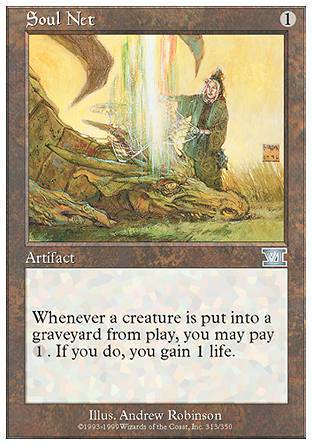 Soul Net 1
Artifact
VI
Whenever a creature is put into a
graveyard from play, you may pay
1. If you do, you gain 1 life.
Illus. Andrew Robinson
©1993-1999 Wizards of the Coast, Inc. 313/350